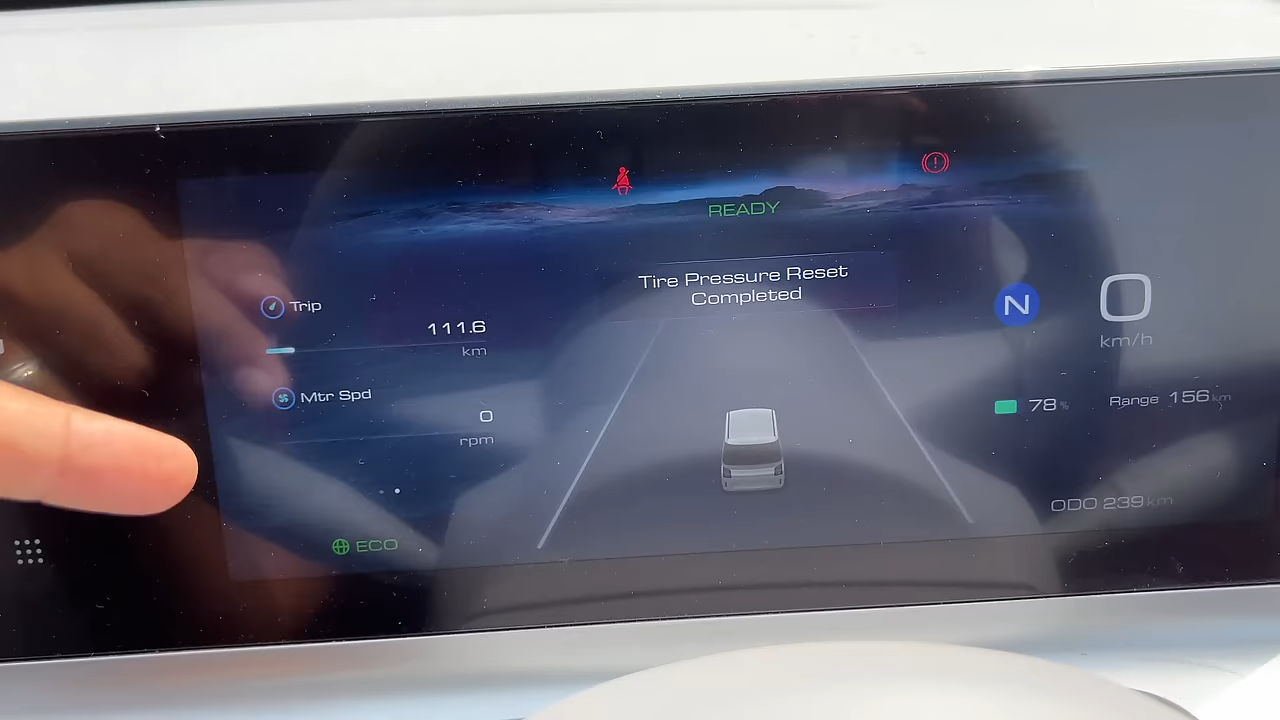 READY
Tire Pressure Reset
Completed
Trip
111.6
km
Mtr Spd
0
rpm
ECO
N
0
km/h
78%
Range 156 km
ODO 239 km